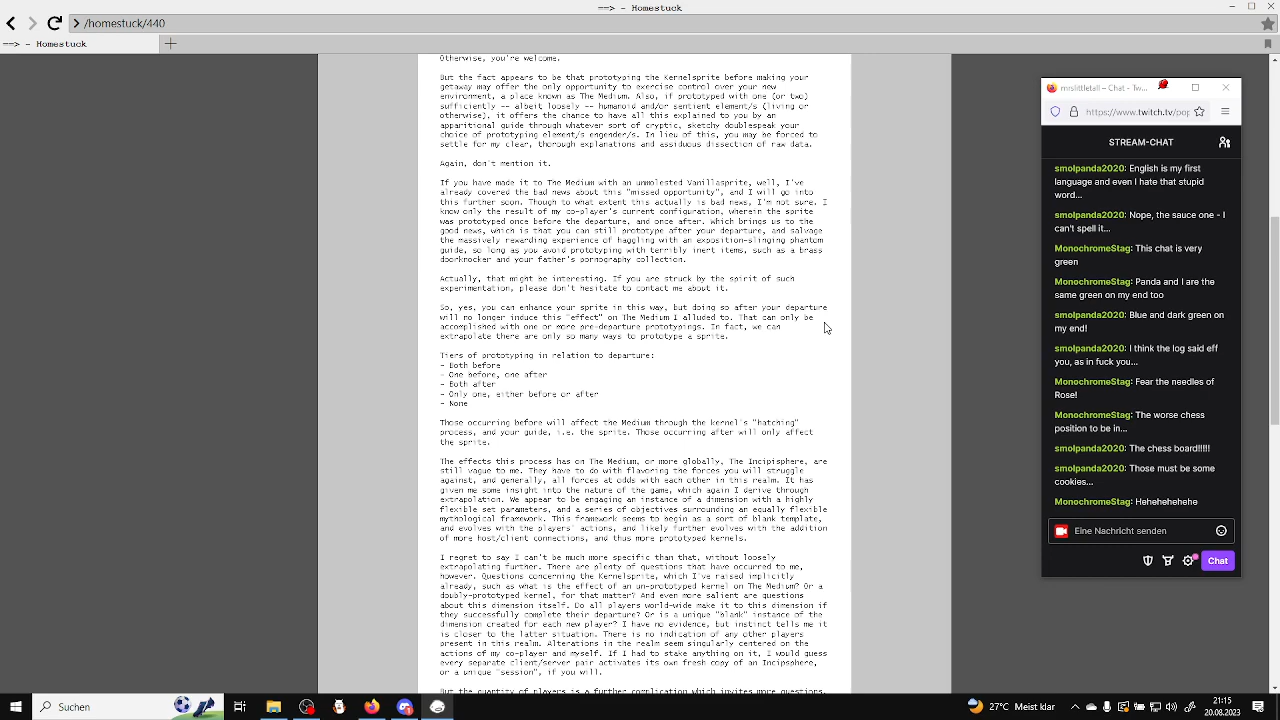 ==> - Homestuck
/homestuck/440
==> - Homestuck
Otherwise, you're welcome.
But the fact appears to be that prototyping the Kernelsprite before making your
getaway may offer the only opportunity to exercise control over your new
environment, a place known as The Medium. Also, if prototyped with one (or two)
sufficiently -- albeit loosely -- humanoid and/or sentient element/s (living or
otherwise), it offers the chance to have all this explained to you by an
apparitical guide through whatever sort of cryptic, sketchy doublespeak your
choice of prototyping element/s engender/s. In lieu of this, you may be forced to
settle for my clear, thorough explanations and assiduous dissection of raw data.
Again, don't mention it.
If you have made it to The Medium with an unmolested Vanillasprite, well, I've
already covered the bad news about this "missed opportunity", and I will go into
this further soon. Though to what extent this actually is bad news, I'm not sure. I
know only the result of my co-player's current configuration, wherein the sprite
was prototyped once before the departure, and once after. Which brings us to the
good news, which is that you can still prototype after your departure, and salvage
the massively rewarding experience of haggling with an exposition-slinging phantom
guide, so long as you avoid prototyping with terribly inert items, such as a brass
doorknocker and your father's pornography collection.
Actually, that might be interesting. If you are struck by the spirit of such
experimentation, please don't hesitate to contact me about it.
So, yes, you can enhance your sprite in this way, but doing so after your departure
will no longer induce this "effect" on The Medium I alluded to. That can only be
accomplished with one or more pre-departure prototypings. In fact, we can
extrapolate there are only so many ways to prototype a sprite.
Tiers of prototyping in relation to departure:
- Both before
- One before, one after
- Both after
- Only one, either before or after
- None
Those occurring before will affect the Medium through the kernel's "hatching"
process, and your guide, i.e. the sprite. Those occurring after will only affect
the sprite.
The effects this process has on The Medium, or more globally, The Incipisphere, are
still vague to me. They have to do with flavoring the forces you will struggle
against, and generally, all forces at odds with each other in this realm. It has
given me some insight into the nature of the game, which again I derive through
extrapolation. We appear to be engaging an instance of a dimension with a highly
flexible set parameters, and a series of objectives surrounding an equally flexible
mythological framework. This framework seems to begin as a sort of blank template,
and evolves with the players' actions, and likely further evolves with the addition
of more host/client connections, and thus more prototyped kernels.
I regret to say I can't be much more specific than that, without loosely
extrapolating further. There are plenty of questions that have occurred to me,
however. Questions concerning the Kernelsprite, which I've raised implicitly
already, such as what is the effect of an un-prototyped kernel on The Medium? Or a
doubly-prototyped kernel, for that matter? And even more salient are questions
about this dimension itself. Do all players world-wide make it to this dimension if
they successfully complete their departure? Or is a unique "blank" instance of the
dimension created for each new player? I have no evidence, but instinct tells me it
is closer to the latter situation. There is no indication of any other players
present in this realm. Alterations in the realm seem singularly centered on the
actions of my co-player and myself. If I had to stake anything on it, I would guess
every separate client/server pair activates its own fresh copy of an Incipsphere,
or a unique "session", if you will.
But the quantity of players is a further complication which invites more questions.
mrslittletall – Chat - Tw...
https://www.twitch.tv/pop
STREAM-CHAT
smolpanda2020: English is my first
language and even I hate that stupid
word...
smolpanda2020: Nope, the sauce one - I
can't spell it...
MonochromeStag: This chat is very
green
MonochromeStag: Panda and I are the
same green on my end too
smolpanda2020: Blue and dark green on
my end!
smolpanda2020: I think the log said eff
you, as in fuck you...
MonochromeStag: Fear the needles of
Rose!
MonochromeStag: The worse chess
position to be in...
smolpanda2020: The chess board!!!!!
smolpanda2020: Those must be some
cookies...
MonochromeStag: Hehehehehehe
Eine Nachricht senden
Chat
Suchen
27°C Meist klar
21:15
20.08.2023